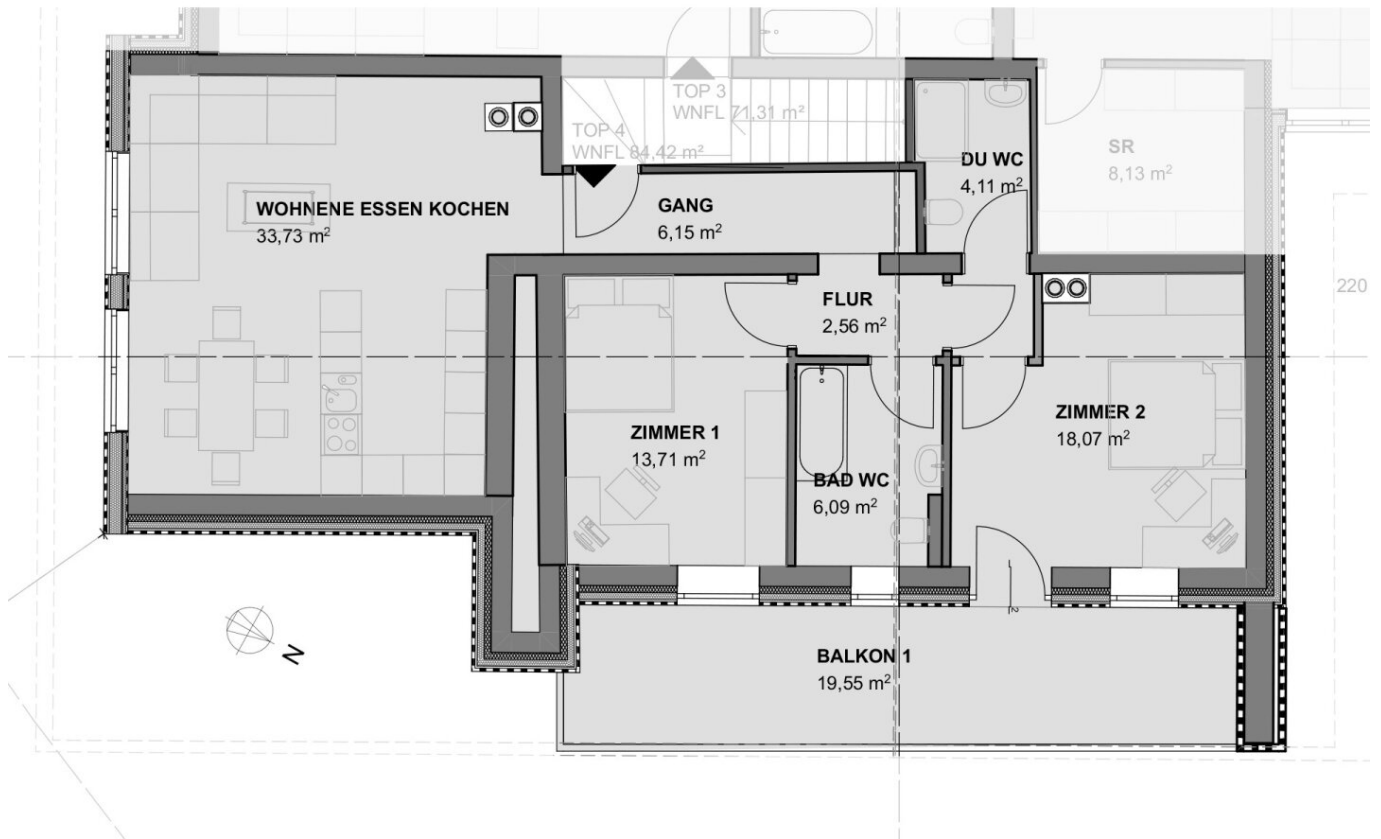 TOP 3
WNFL 71,31 m²
TOP 4
WNFL 84,42 m²
DU WC
4,11 m²
SR
8,13 m²
WOHNENE ESSEN KOCHEN
33,73 m²
GANG
6,15 m²
220
FLUR
2,56 m²
ZIMMER 1
13,71 m²
ZIMMER 2
18,07 m²
BAD WC
6,09 m²
2
N
BALKON 1
19,55 m²